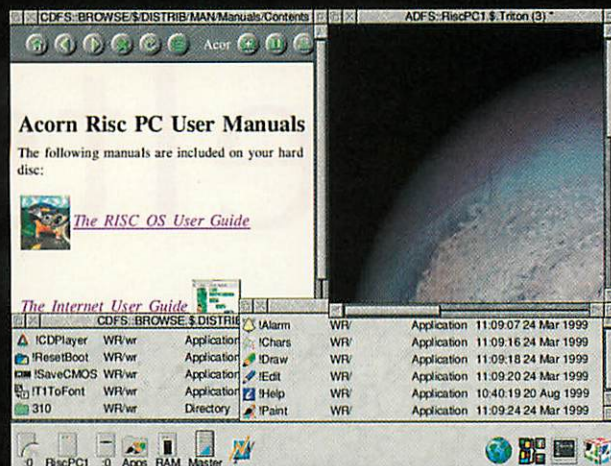 CDFS::BROWSE/$/DISTRIB/MAN/Manuals/Contents
ADFS::RiscPC1.$.Triton (3) *
Acor
Acorn Risc PC User Manuals
The following manuals are included on your hard
disc:
The RISC OS User Guide
The Internet User Guide
CDFS::BROWSE.$.DISTRIB
!CDPlayer WR/wr Application
!ResetBoot WR/wr Application
!SaveCMOS WR/wr Application
!T1ToFont WR/wr Application
310 WR/wr Directory
!Alarm WR/ Application 11:09:07 24 Mar 1999
!Chars WR/ Application 11:09:16 24 Mar 1999
!Draw WR/ Application 11:09:18 24 Mar 1999
!Edit WR/ Application 11:09:20 24 Mar 1999
!Help WR/ Application 10:40:19 20 Aug 1999
!Paint WR/ Application 11:09:24 24 Mar 1999
:0 RiscPC1 :0 Apps RAM Master